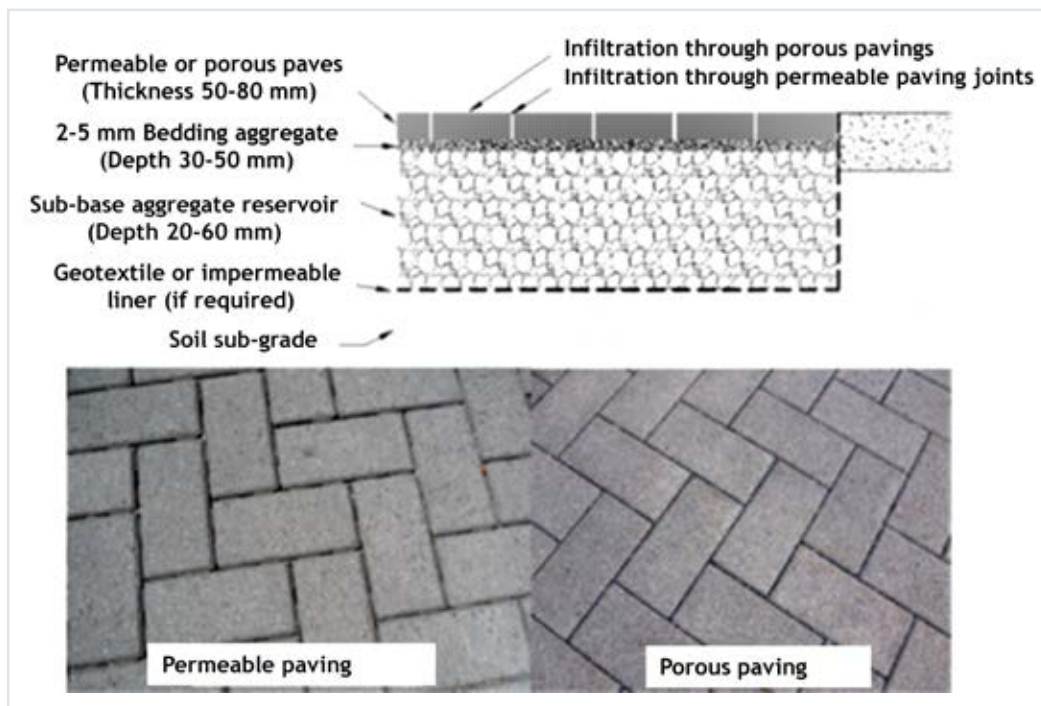 Permeable or porous paves
(Thickness 50-80 mm)
2-5 mm Bedding aggregate
(Depth 30-50 mm)
Sub-base aggregate reservoir
(Depth 20-60 mm)
Geotextile or impermeable
liner (if required)
Soil sub-grade
Infiltration through porous pavings
Infiltration through permeable paving joints
Permeable paving
Porous paving